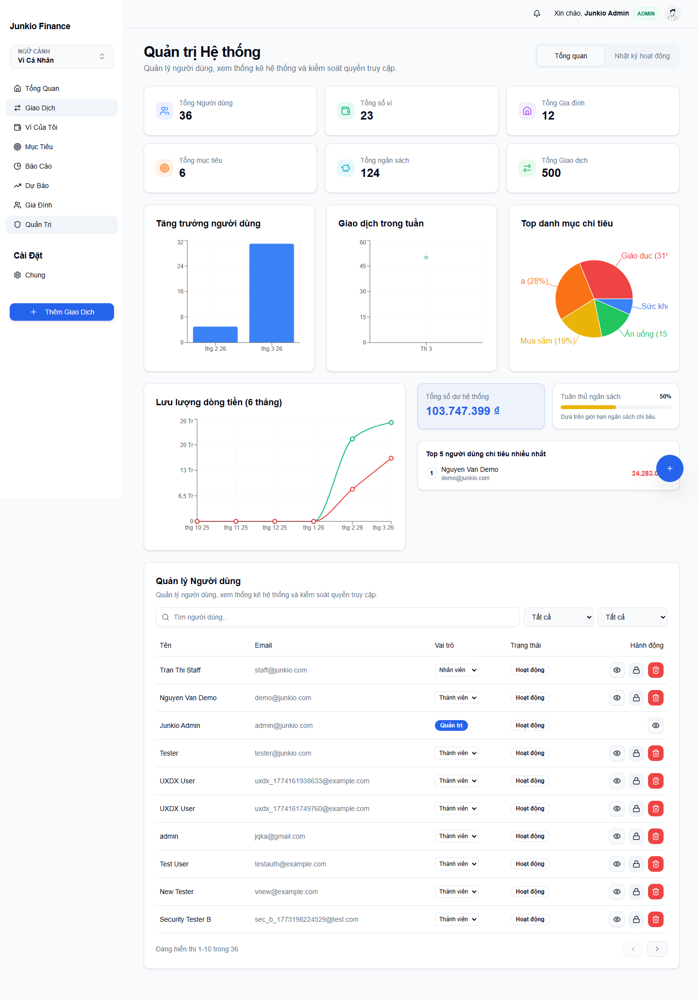 Junkio Finance
NGỮ CẢNH
Ví Cá Nhân
Tổng Quan
Giao Dịch
Ví Của Tôi
Mục Tiêu
Báo Cáo
Dự Báo
Gia Đình
Quản Trị
Cài Đặt
Chung
Thêm Giao Dịch
Xin chào, Junkio Admin ADMIN
Quản trị Hệ thống
Quản lý người dùng, xem thống kê hệ thống và kiểm soát quyền truy cập.
Tổng quan
Nhật ký hoạt động
Tổng Người dùng
36
Tổng số ví
23
Tổng Gia đình
12
Tổng mục tiêu
6
Tổng ngân sách
124
Tổng Giao dịch
500
Tăng trưởng người dùng
32
24
16
8
0
thg 2 26
thg 3 26
Giao dịch trong tuần
60
45
30
15
0
Th 3
Top danh mục chi tiêu
Giáo dục (31
a (28%)
Sức kh
Ăn uống (15
Mua sắm (19%)
Lưu lượng dòng tiền (6 tháng)
26 Tr
20 Tr
13 Tr
6,5 Tr
0
thg 10 25
thg 11 25
thg 12 25
thg 1 26
thg 2 26
thg 3 26
Tổng số dư hệ thống
103.747.399 ₫
Tuân thủ ngân sách 50%
Dựa trên giới hạn ngân sách chi tiêu.
Top 5 người dùng chi tiêu nhiều nhất
1 Nguyen Van Demo
demo@junkio.com
24.283.0
Quản lý Người dùng
Quản lý người dùng, xem thống kê hệ thống và kiểm soát quyền truy cập.
Tìm người dùng... Tất cả Tất cả
Tên Email Vai trò Trạng thái Hành động
Tran Thi Staff staff@junkio.com Nhân viên Hoạt động
Nguyen Van Demo demo@junkio.com Thành viên Hoạt động
Junkio Admin admin@junkio.com Quản trị Hoạt động
Tester tester@junkio.com Thành viên Hoạt động
UXDX User uxdx_1774161938633@example.com Thành viên Hoạt động
UXDX User uxdx_1774161749760@example.com Thành viên Hoạt động
admin jqka@gmail.com Thành viên Hoạt động
Test User testauth@example.com Thành viên Hoạt động
New Tester vnew@example.com Thành viên Hoạt động
Security Tester B sec_b_1773198224529@test.com Thành viên Hoạt động
Đang hiển thị 1-10 trong 36